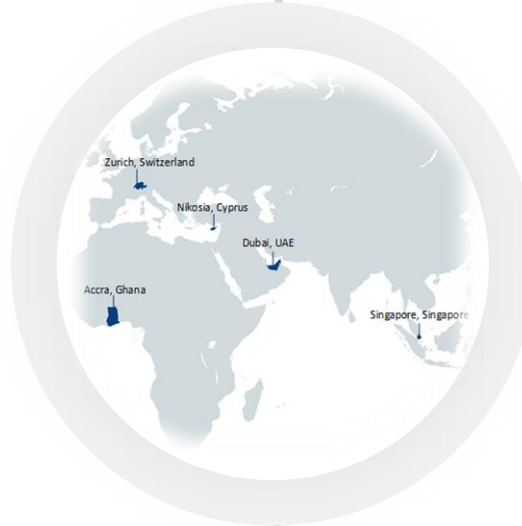 Zurich, Switzerland
Nikosia, Cyprus
Dubai, UAE
Accra, Ghana
Singapore, Singapore